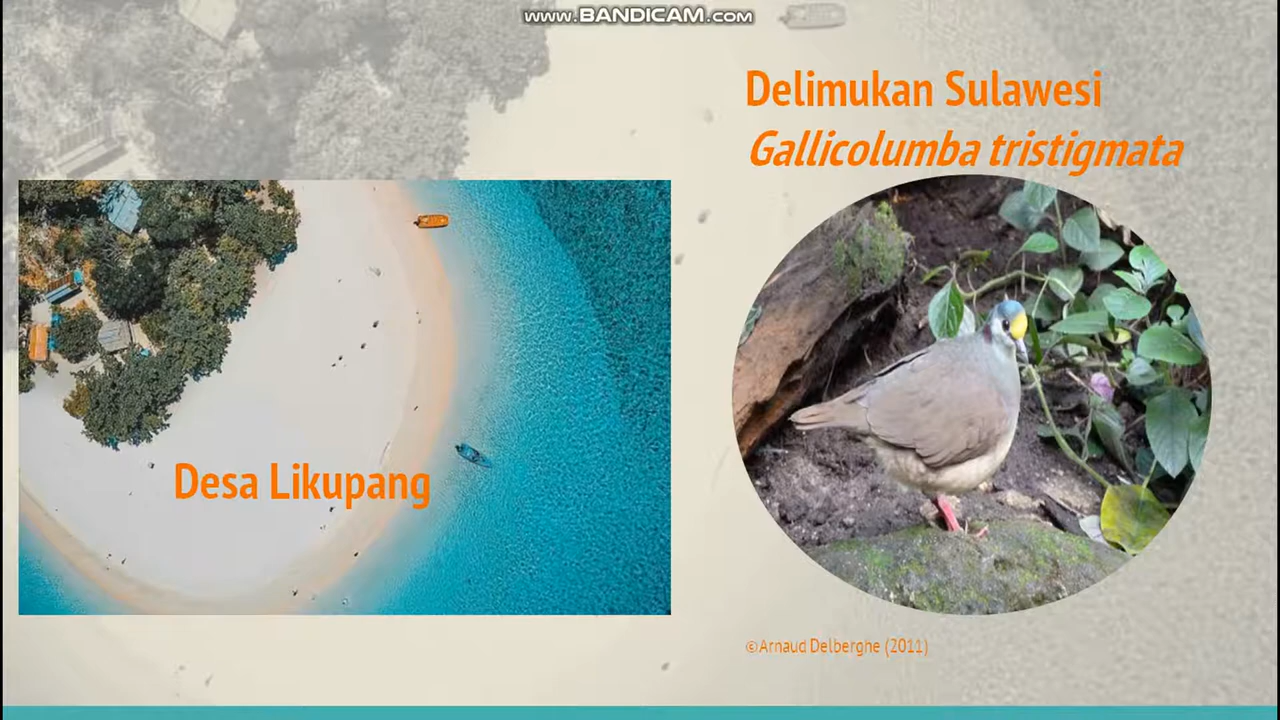 www.BANDICAM.com
Delimukan Sulawesi
Gallicolumba tristigmata
Desa Likupang
©Arnaud Delberghe (2011)